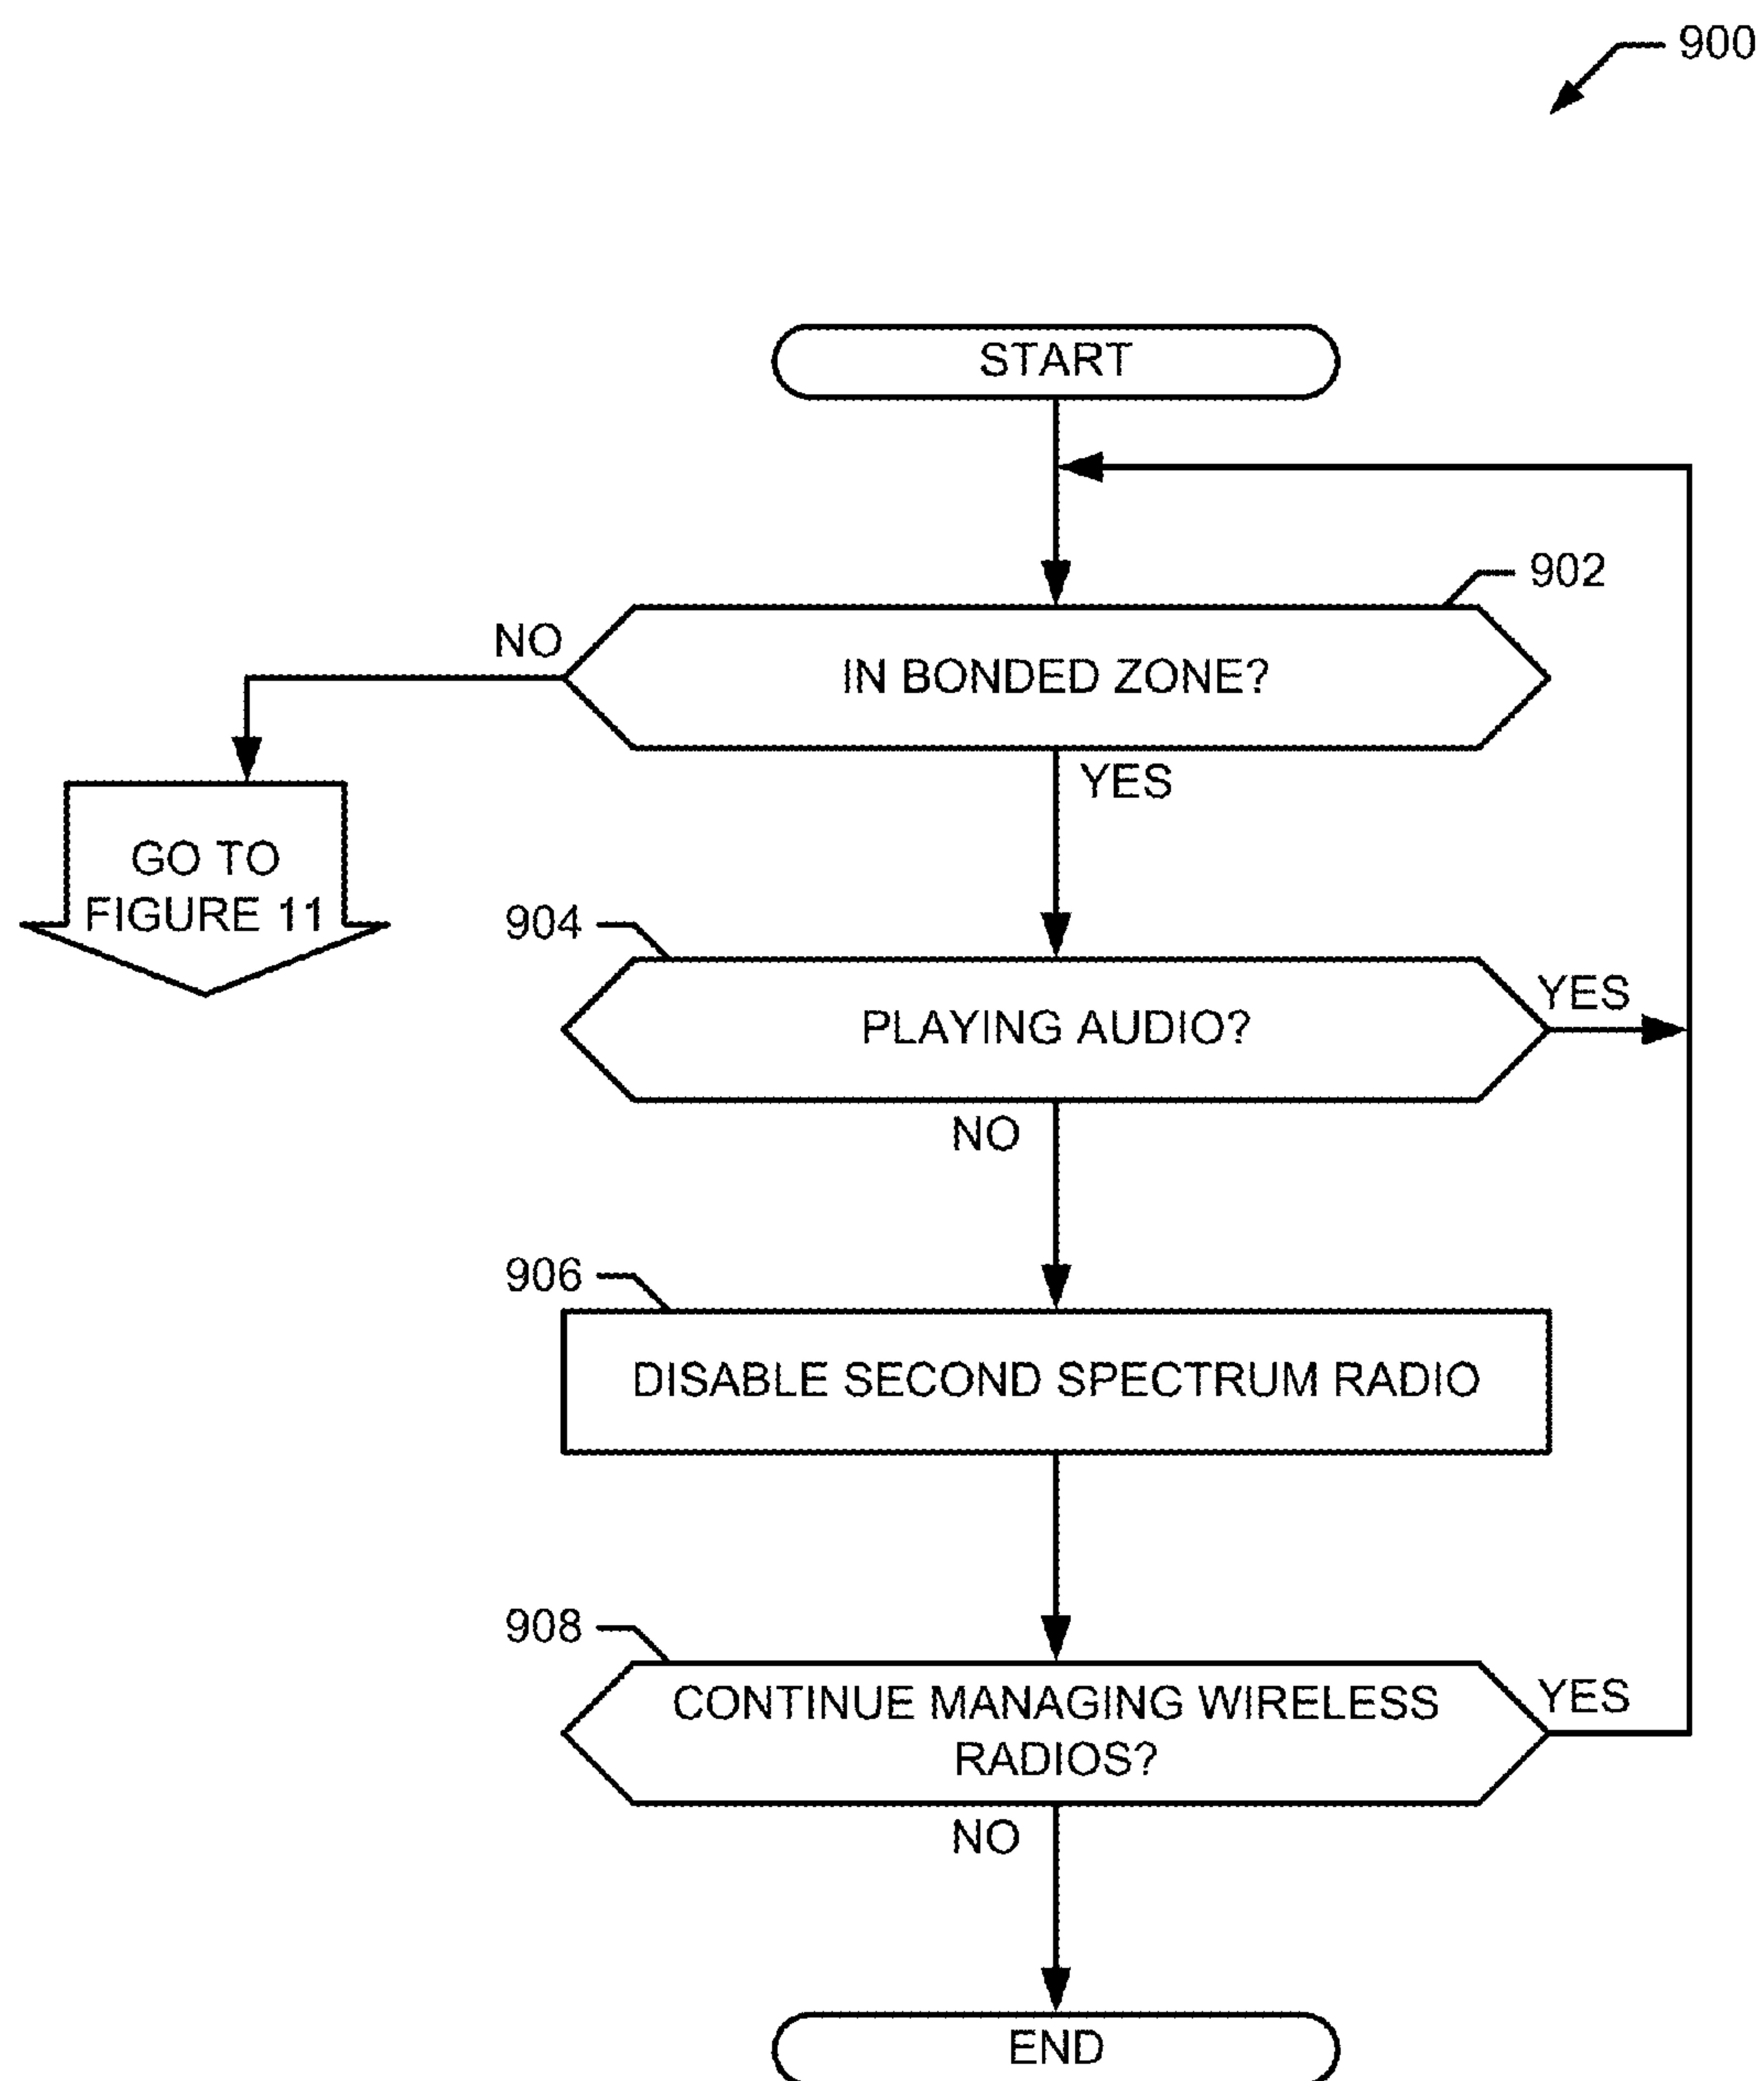 900
START
902
NO
IN BONDED ZONE?
YES
GO TO
FIGURE 11
904
YES
PLAYING AUDIO?
NO
906
DISABLE SECOND SPECTRUM RADIO
908
CONTINUE MANAGING WIRELESS
RADIOS?
YES
NO
END